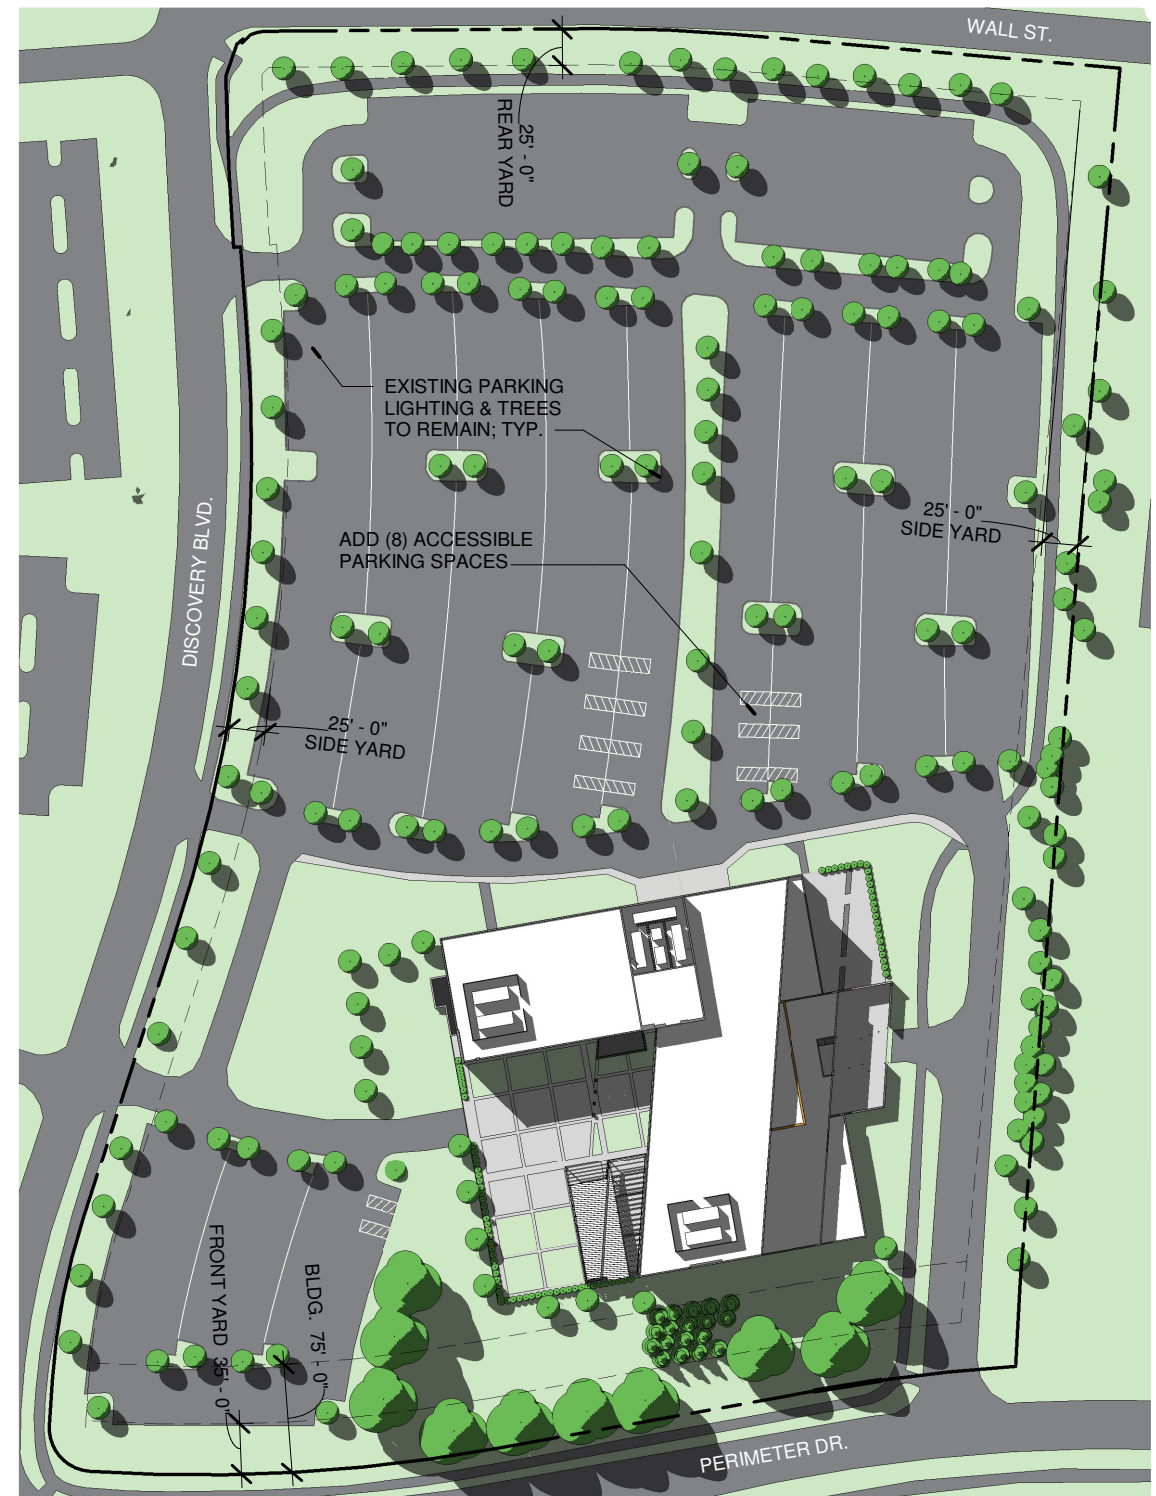 WALL ST.
25' - 0"
REAR YARD
EXISTING PARKING
LIGHTING & TREES
TO REMAIN; TYP.
25' - 0"
SIDE YARD
ADD (8) ACCESSIBLE
PARKING SPACES
DISCOVERY BLVD.
25' - 0"
SIDE YARD
FRONT YARD 35' - 0"
BLDG. 75' - 0"
PERIMETER DR.